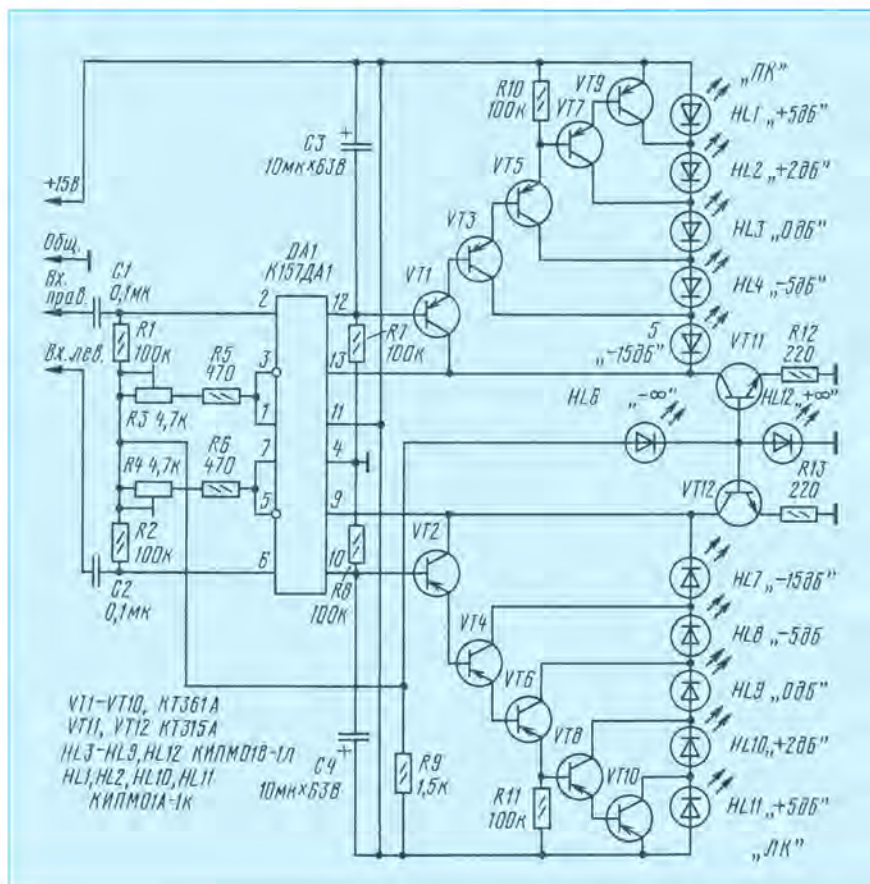 „ПК"
R10
100к
VT9
VT7
HL1 „+5дб"
C3
10мк×63В
HL2 „+2дб"
VT5
+15В
VT3
HL3 „0дб"
Общ.
DA1
К157ДА1
Вх.
прав.
C1
0,1мк
VT1
HL4 „-5дб"
2
12
R1
100к
R7
100к
5
„-15дб"
VT11
R12
220
Вх.лев.
R5
470
3
13
HL6
„-∞"
HL12 „+∞"
R3 4,7к
1
11
R4 4,7к
R6
470
7
4
R13
220
5
9
VT12
R2
100к
VT2
6
10
R8
100к
HL7 „-15дб"
C2
0,1мк
VT4
HL8 „-5дб
VT6
HL9 „0дб"
VT1-VT10, КТ361А
VT11, VT12 КТ315А
HL3-HL9, HL12 КИПМ01В-1Л
HL1, HL2, HL10, HL11
КИПМ01А-1К
VT8
C4
10мк×63В
R9
1,5к
HL10 „+2дб"
VT10
R11
100к
HL11 „+5дб"
„ЛК"